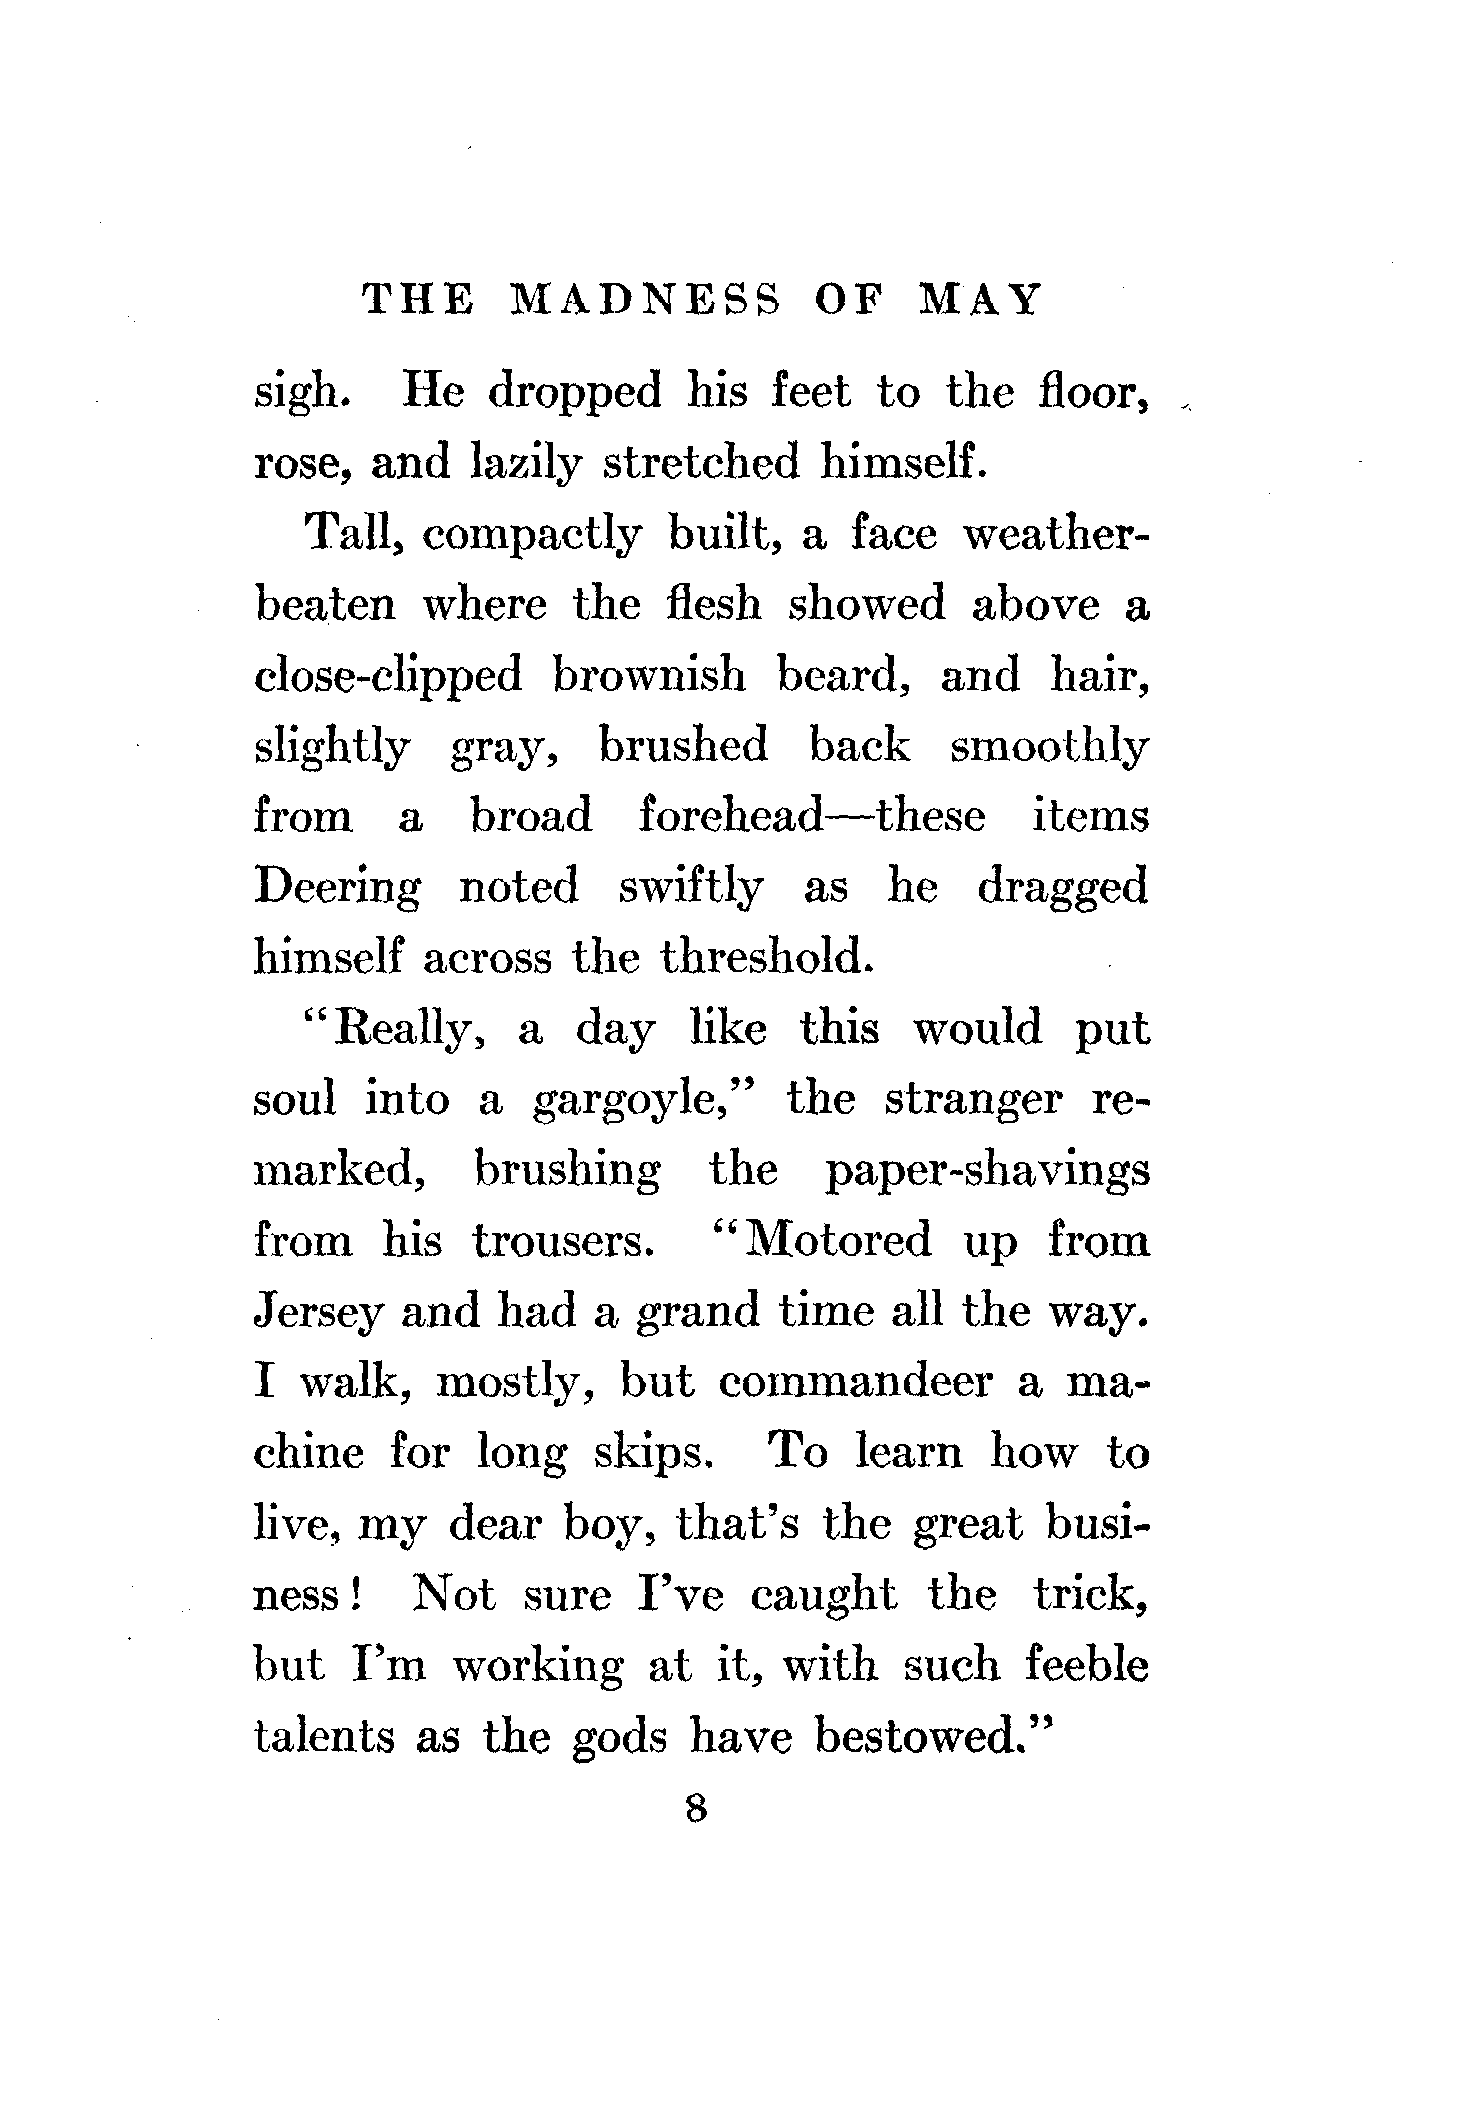 THE MADNESS OF MAY
sigh. He dropped his feet to the floor,
rose, and lazily stretched himself.
Tall, compactly built, a face weather-
beaten where the flesh showed above a
close-clipped brownish beard, and hair,
slightly gray, brushed back smoothly
from a broad forehead—these items
Deering noted swiftly as he dragged
himself across the threshold.
“Really, a day like this would put
soul into a gargoyle,” the stranger re-
marked, brushing the paper-shavings
from his trousers. “Motored up from
Jersey and had a grand time all the way.
I walk, mostly, but commandeer a ma-
chine for long skips. To learn how to
live, my dear boy, that’s the great busi-
ness! Not sure I’ve caught the trick,
but I’m working at it, with such feeble
talents as the gods have bestowed.”
8